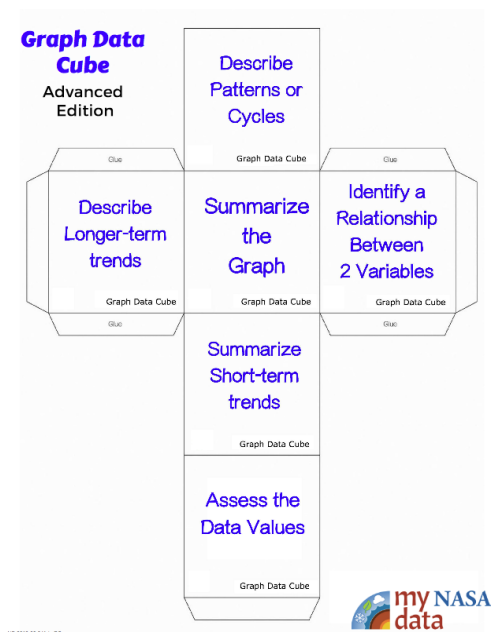 Graph Data
Cube
Advanced
Edition
Describe
Patterns or
Cycles
Graph Data Cube
Glue
Glue
Describe
Longer-term
trends
Graph Data Cube
Summarize
the
Graph
Graph Data Cube
Identify a
Relationship
Between
2 Variables
Graph Data Cube
Glue
Glue
Summarize
Short-term
trends
Graph Data Cube
Assess the
Data Values
Graph Data Cube
my NASA
data